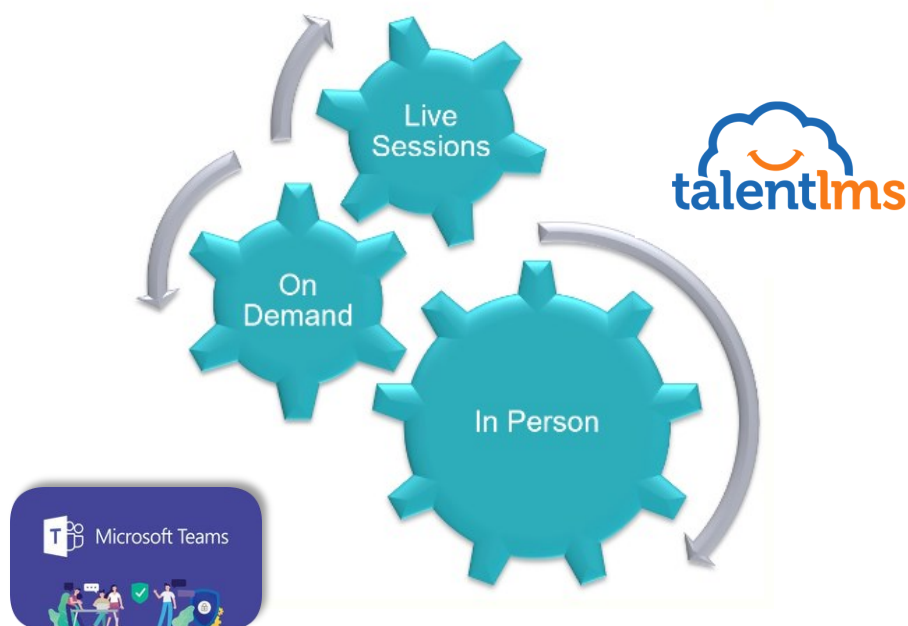 Live
Sessions
talentlms
On
Demand
In Person
T
Microsoft Teams